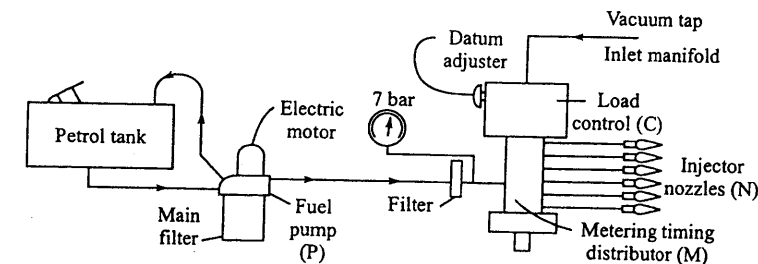 Vacuum tap
Inlet manifold
Datum
adjuster
7 bar
Load
control (C)
Electric
motor
Petrol tank
Injector
nozzles (N)
Main
filter
Fuel
pump
(P)
Filter
Metering timing
distributor (M)